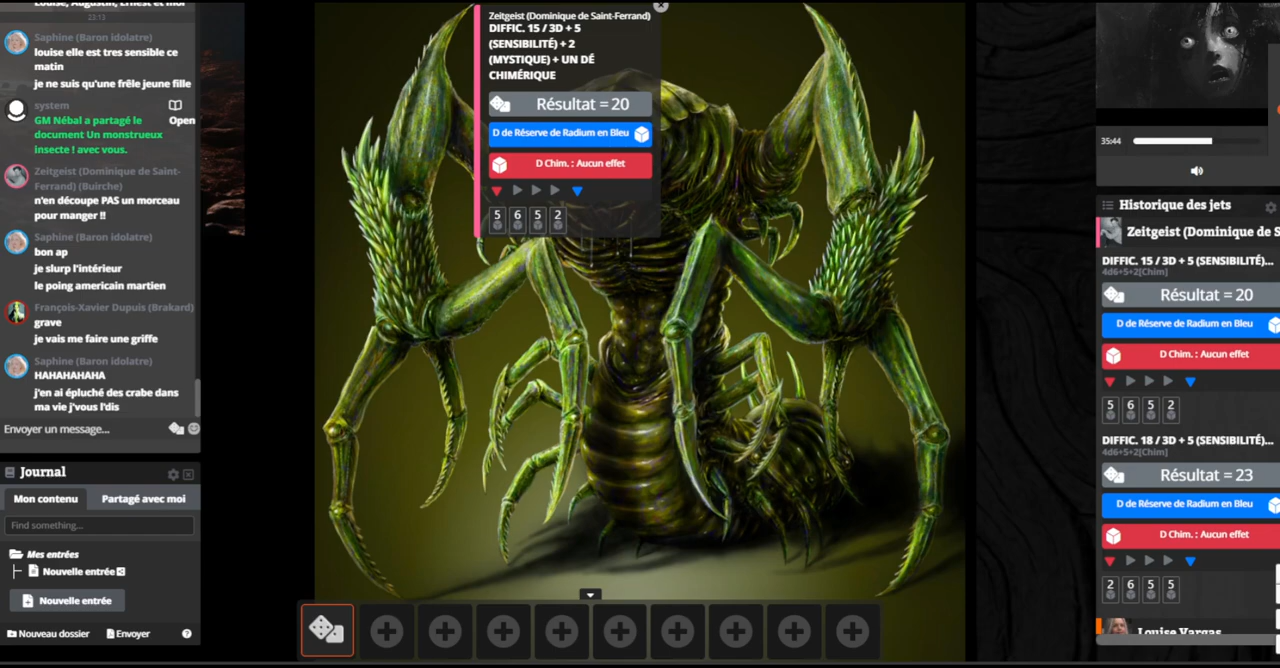 Louise, Augustin, Ernest et moi
23:13
Saphine (Baron idolatre)
louise elle est tres sensible ce
matin
je ne suis qu'une frêle jeune fille
system
GM Nébal a partagé le
document Un monstrueux
insecte ! avec vous.
Open
Zeitgeist (Dominique de Saint-
Ferrand) (Buirche)
n'en découpe PAS un morceau
pour manger !!
Saphine (Baron idolatre)
bon ap
je slurp l'intérieur
le poing americain martien
François-Xavier Dupuis (Brakard)
grave
je vais me faire une griffe
Saphine (Baron idolatre)
HAHAHAHAHA
j'en ai épluché des crabe dans
ma vie j'vous l'dis
Envoyer un message...
Journal
Mon contenu
Partagé avec moi
Find something...
Mes entrées
Nouvelle entrée
Nouvelle entrée
Nouveau dossier
Envoyer
?
Zeitgeist (Dominique de Saint-Ferrand)
DIFFIC. 15 / 3D + 5
(SENSIBILITÉ) + 2
(MYSTIQUE) + UN DÉ
CHIMÉRIQUE
Résultat = 20
D de Réserve de Radium en Bleu
D Chim. : Aucun effet
5 6 5 2
35:44
Historique des jets
Zeitgeist (Dominique de S
DIFFIC. 15 / 3D + 5 (SENSIBILITÉ)...
4d6+5+2[Chim]
Résultat = 20
D de Réserve de Radium en Bleu
D Chim. : Aucun effet
5 6 5 2
DIFFIC. 18 / 3D + 5 (SENSIBILITÉ)...
4d6+5+2[Chim]
Résultat = 23
D de Réserve de Radium en Bleu
D Chim. : Aucun effet
2 6 5 5
Louise Vargas